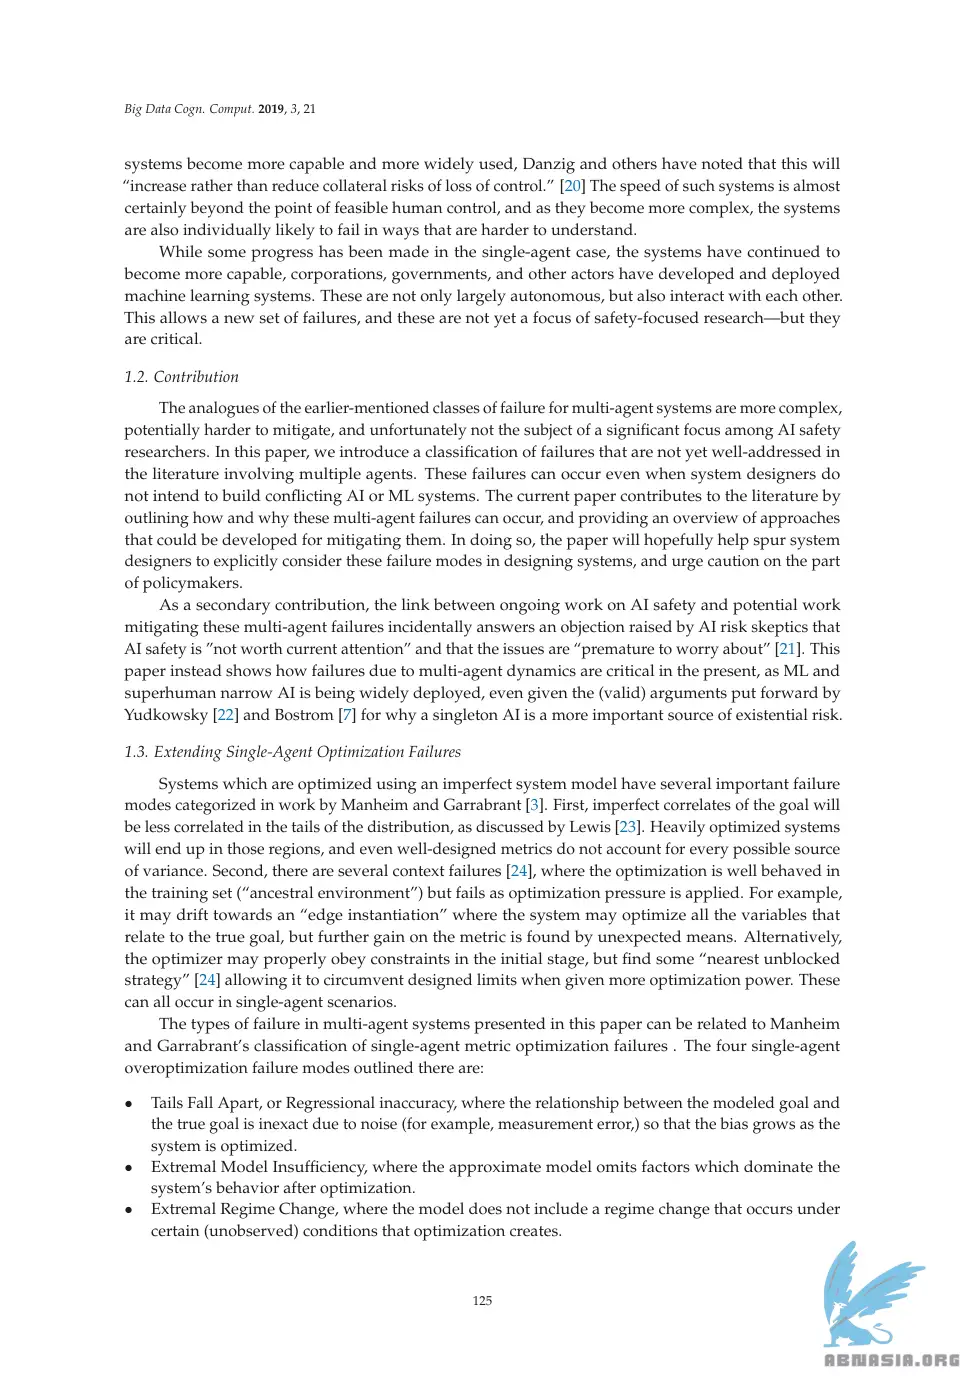 Big Data Cogn. Comput. 2019, 3, 21
systems become more capable and more widely used, Danzig and others have noted that this will
“increase rather than reduce collateral risks of loss of control.” [20] The speed of such systems is almost
certainly beyond the point of feasible human control, and as they become more complex, the systems
are also individually likely to fail in ways that are harder to understand.
While some progress has been made in the single-agent case, the systems have continued to
become more capable, corporations, governments, and other actors have developed and deployed
machine learning systems. These are not only largely autonomous, but also interact with each other.
This allows a new set of failures, and these are not yet a focus of safety-focused research—but they
are critical.
1.2. Contribution
The analogues of the earlier-mentioned classes of failure for multi-agent systems are more complex,
potentially harder to mitigate, and unfortunately not the subject of a significant focus among AI safety
researchers. In this paper, we introduce a classification of failures that are not yet well-addressed in
the literature involving multiple agents. These failures can occur even when system designers do
not intend to build conflicting AI or ML systems. The current paper contributes to the literature by
outlining how and why these multi-agent failures can occur, and providing an overview of approaches
that could be developed for mitigating them. In doing so, the paper will hopefully help spur system
designers to explicitly consider these failure modes in designing systems, and urge caution on the part
of policymakers.
As a secondary contribution, the link between ongoing work on AI safety and potential work
mitigating these multi-agent failures incidentally answers an objection raised by AI risk skeptics that
AI safety is ”not worth current attention” and that the issues are “premature to worry about” [21]. This
paper instead shows how failures due to multi-agent dynamics are critical in the present, as ML and
superhuman narrow AI is being widely deployed, even given the (valid) arguments put forward by
Yudkowsky [22] and Bostrom [7] for why a singleton AI is a more important source of existential risk.
1.3. Extending Single-Agent Optimization Failures
Systems which are optimized using an imperfect system model have several important failure
modes categorized in work by Manheim and Garrabrant [3]. First, imperfect correlates of the goal will
be less correlated in the tails of the distribution, as discussed by Lewis [23]. Heavily optimized systems
will end up in those regions, and even well-designed metrics do not account for every possible source
of variance. Second, there are several context failures [24], where the optimization is well behaved in
the training set (“ancestral environment”) but fails as optimization pressure is applied. For example,
it may drift towards an “edge instantiation” where the system may optimize all the variables that
relate to the true goal, but further gain on the metric is found by unexpected means. Alternatively,
the optimizer may properly obey constraints in the initial stage, but find some “nearest unblocked
strategy” [24] allowing it to circumvent designed limits when given more optimization power. These
can all occur in single-agent scenarios.
The types of failure in multi-agent systems presented in this paper can be related to Manheim
and Garrabrant’s classification of single-agent metric optimization failures . The four single-agent
overoptimization failure modes outlined there are:
• Tails Fall Apart, or Regressional inaccuracy, where the relationship between the modeled goal and
the true goal is inexact due to noise (for example, measurement error,) so that the bias grows as the
system is optimized.
• Extremal Model Insufficiency, where the approximate model omits factors which dominate the
system’s behavior after optimization.
• Extremal Regime Change, where the model does not include a regime change that occurs under
certain (unobserved) conditions that optimization creates.
125
ABNASIA.ORG